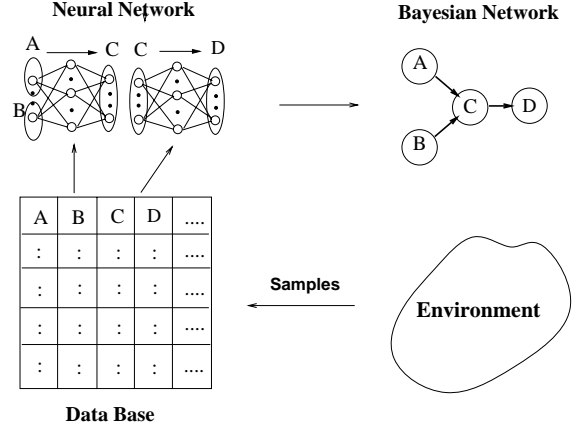 Neural Network
Bayesian Network
A C C D
B
A
B
C
D
A B C D ....
: : : : ....
: : : : ....
: : : : ....
: : : : ....
Samples
Environment
Data Base